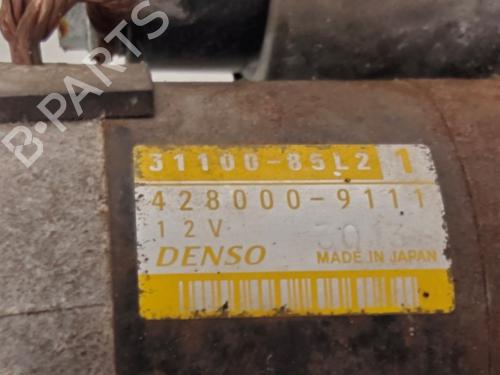 B-PARTS
31100-85L2 1
428000-9111
12V
DENSO MADE IN JAPAN